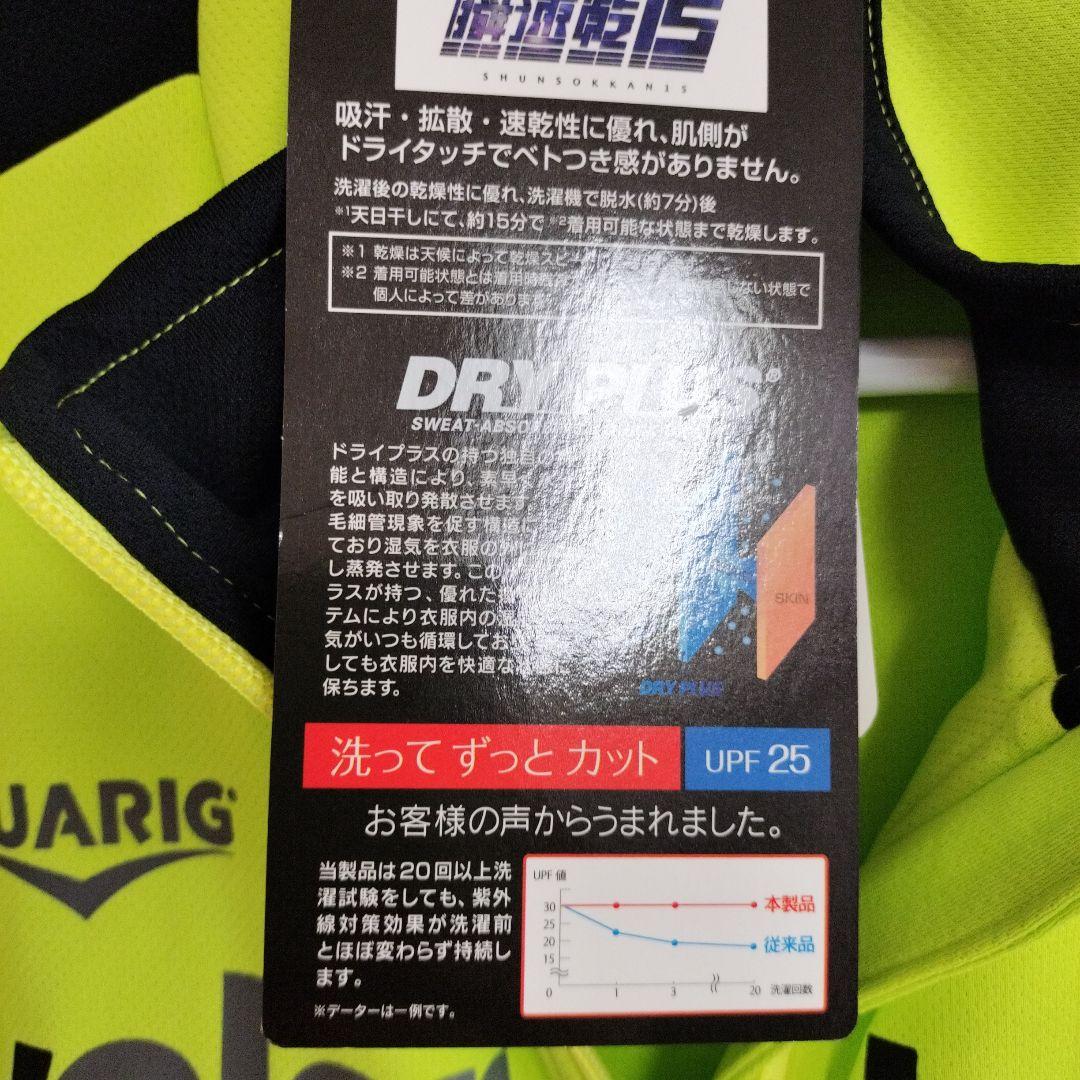 瞬速乾15
SHUNSOKKAN15
吸汗・拡散・速乾性に優れ、肌側が
ドライタッチでベトつき感がありません。
洗濯後の乾燥性に優れ、洗濯機で脱水(約7分)後
※1天日干しにて、約15分で※2着用可能な状態まで乾燥します。
※1 乾燥は天候によって乾燥スピ
※2 着用可能状態とは着用時 しない状態で
個人によって差があります
DRY PLUS®
SWEAT-ABSO
ドライプラスの持つ独自の
能と構造により、素早く
を吸い取り発散させます。
毛細管現象を促す構造に
ており湿気を衣服の外に
し蒸発させます。この
ラスが持つ、優れた
テムにより衣服内の湿
気がいつも循環してお
しても衣服内を快適な
保ちます。
SKIN
DRY PLUS
洗って ずっと カット
UPF 25
お客様の声からうまれました。
UARIG
当製品は20回以上洗
濯試験をしても、紫外
線対策効果が洗濯前
とほぼ変わらず持続し
ます。
※データーは一例です。
UPF 値
30
25
20
15
0
1
3
20
洗濯回数
本製品
従来品